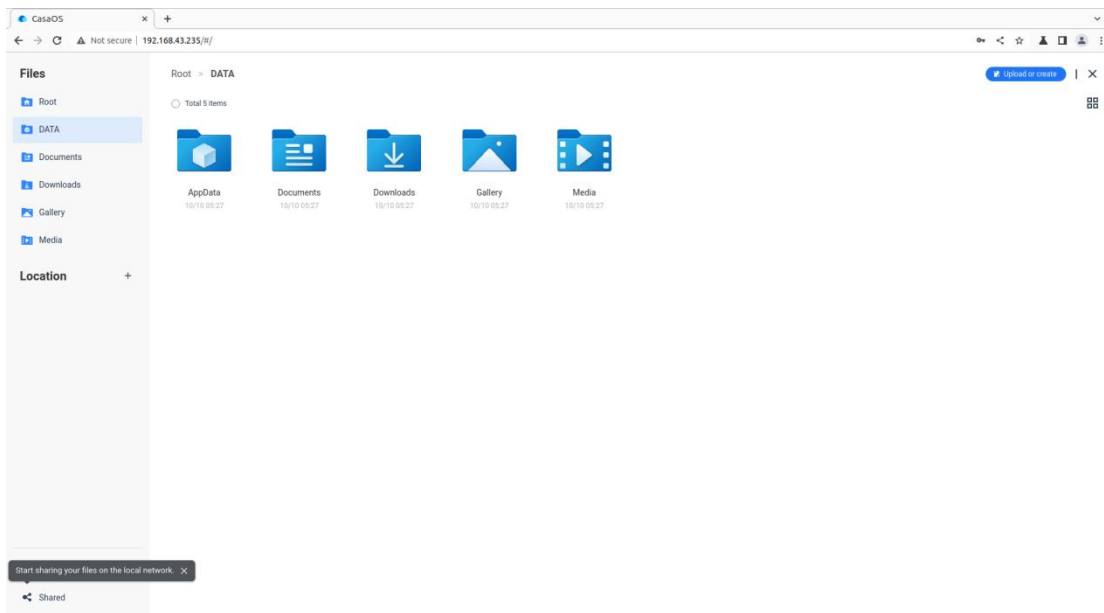 CasaOS
Not secure | 192.168.43.235/#/
Files
Root
DATA
Documents
Downloads
Gallery
Media
Location +
Root > DATA
Upload or create
Total 5 items
AppData
10/10 05:27
Documents
10/10 05:27
Downloads
10/10 05:27
Gallery
10/10 05:27
Media
10/10 05:27
Start sharing your files on the local network.
Shared